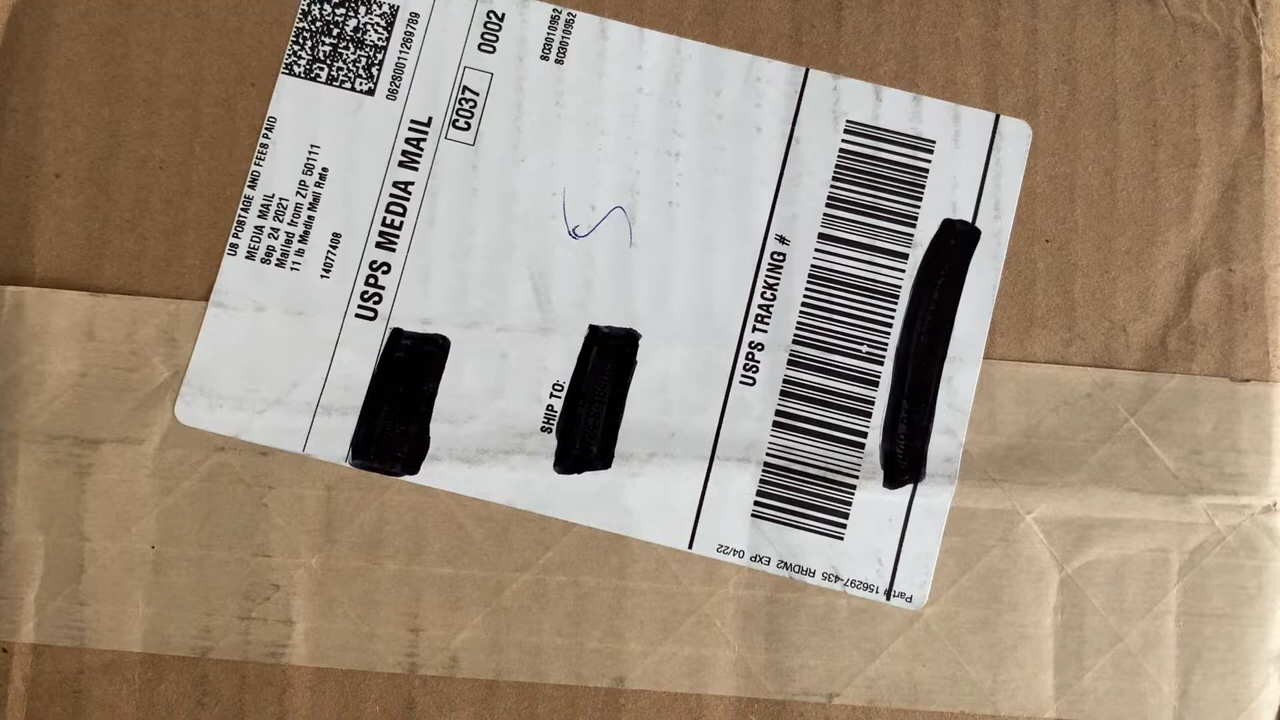 US POSTAGE AND FEES PAID
MEDIA MAIL
Sep 24 2021
Mailed from ZIP 50111
11 lb Media Mail Rate
14077408
062S0011269789
USPS MEDIA MAIL
C037
0002
803010952
803010952
SHIP TO:
USPS TRACKING #
Part # 156297-435 RRDW2 EXP 04/22